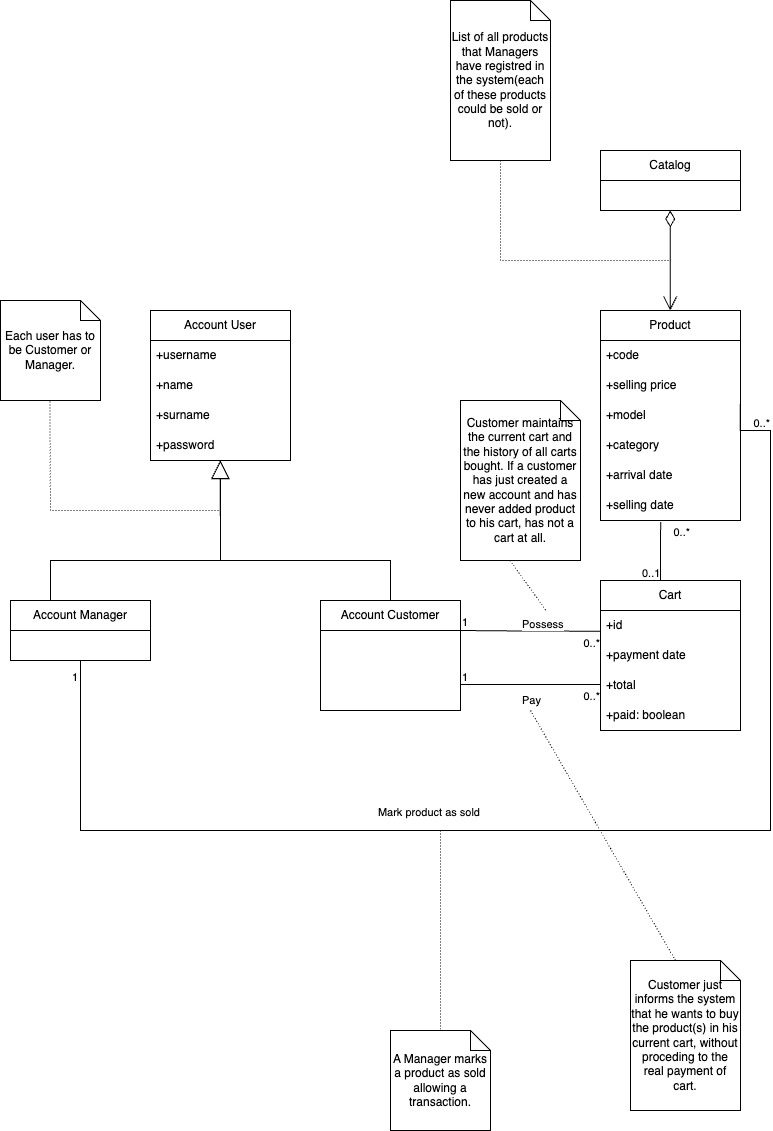 List of all products
that Managers
have registred in
the system(each
of these products
could be sold or
not).
Catalog
Each user has to
be Customer or
Manager.
Account User
+username
+name
+surname
+password
Product
+code
+selling price
+model
+category
+arrival date
+selling date
0..*
Customer maintains
the current cart and
the history of all carts
bought. If a customer
has just created a
new account and has
never added product
to his cart, has not a
cart at all.
0..*
0..1
Account Manager
Account Customer
1
Possess
0..*
1
Pay
0..*
Cart
+id
+payment date
+total
+paid: boolean
1
Mark product as sold
Customer just
informs the system
that he wants to buy
the product(s) in his
current cart, without
proceding to the
real payment of
cart.
A Manager marks
a product as sold
allowing a
transaction.